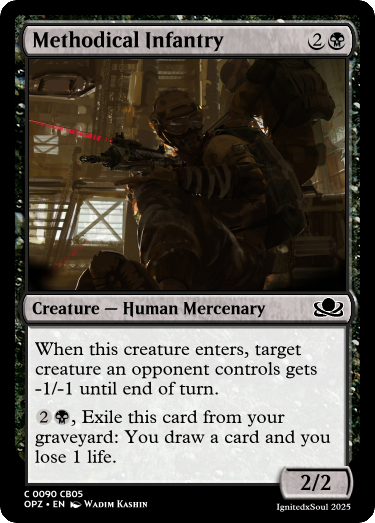 Methodical Infantry 2
Creature — Human Mercenary
When this creature enters, target
creature an opponent controls gets
-1/-1 until end of turn.
2, Exile this card from your
graveyard: You draw a card and you
lose 1 life.
2/2
C 0090 CB05
OPZ • EN Wadim Kashin
IgnitedxSoul 2025